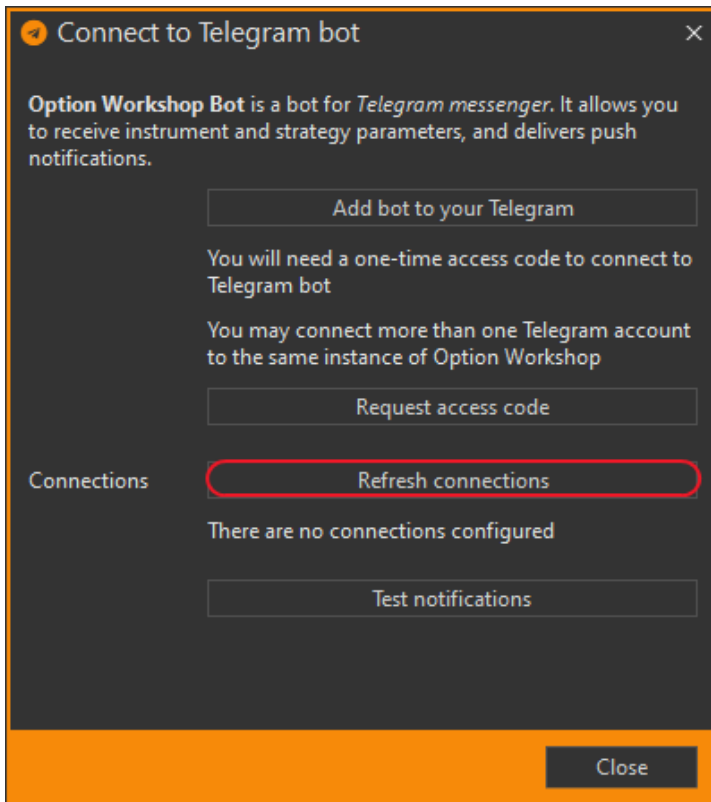 Connect to Telegram bot
Option Workshop Bot is a bot for Telegram messenger. It allows you
to receive instrument and strategy parameters, and delivers push
notifications.
Add bot to your Telegram
You will need a one-time access code to connect to
Telegram bot
You may connect more than one Telegram account
to the same instance of Option Workshop
Request access code
Connections
Refresh connections
There are no connections configured
Test notifications
Close